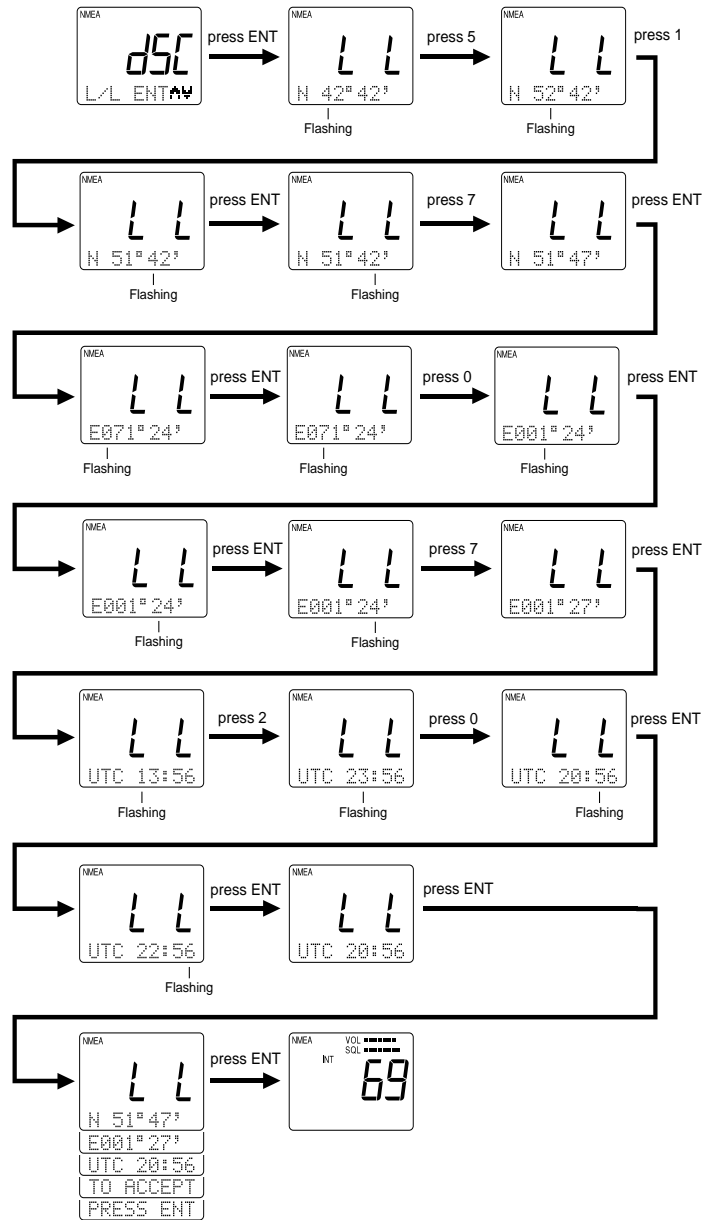 NMEA
dSC
L/L ENT
press ENT
NMEA
L L
N 42°42'
Flashing
press 5
NMEA
L L
N 52°42'
Flashing
press 1
NMEA
L L
N 51°42'
Flashing
press ENT
NMEA
L L
N 51°42'
Flashing
press 7
NMEA
L L
N 51°47'
press ENT
NMEA
L L
E071°24'
Flashing
press ENT
NMEA
L L
E071°24'
Flashing
press 0
NMEA
L L
E001°24'
Flashing
press ENT
NMEA
L L
E001°24'
Flashing
press ENT
NMEA
L L
E001°24'
Flashing
press 7
NMEA
L L
E001°27'
press ENT
NMEA
L L
UTC 13:56
Flashing
press 2
NMEA
L L
UTC 23:56
Flashing
press 0
NMEA
L L
UTC 20:56
Flashing
press ENT
NMEA
L L
UTC 22:56
Flashing
press ENT
NMEA
L L
UTC 20:56
press ENT
NMEA
L L
N 51°47'
E001°27'
UTC 20:56
TO ACCEPT
PRESS ENT
press ENT
NMEA
VOL
SQL
INT
69